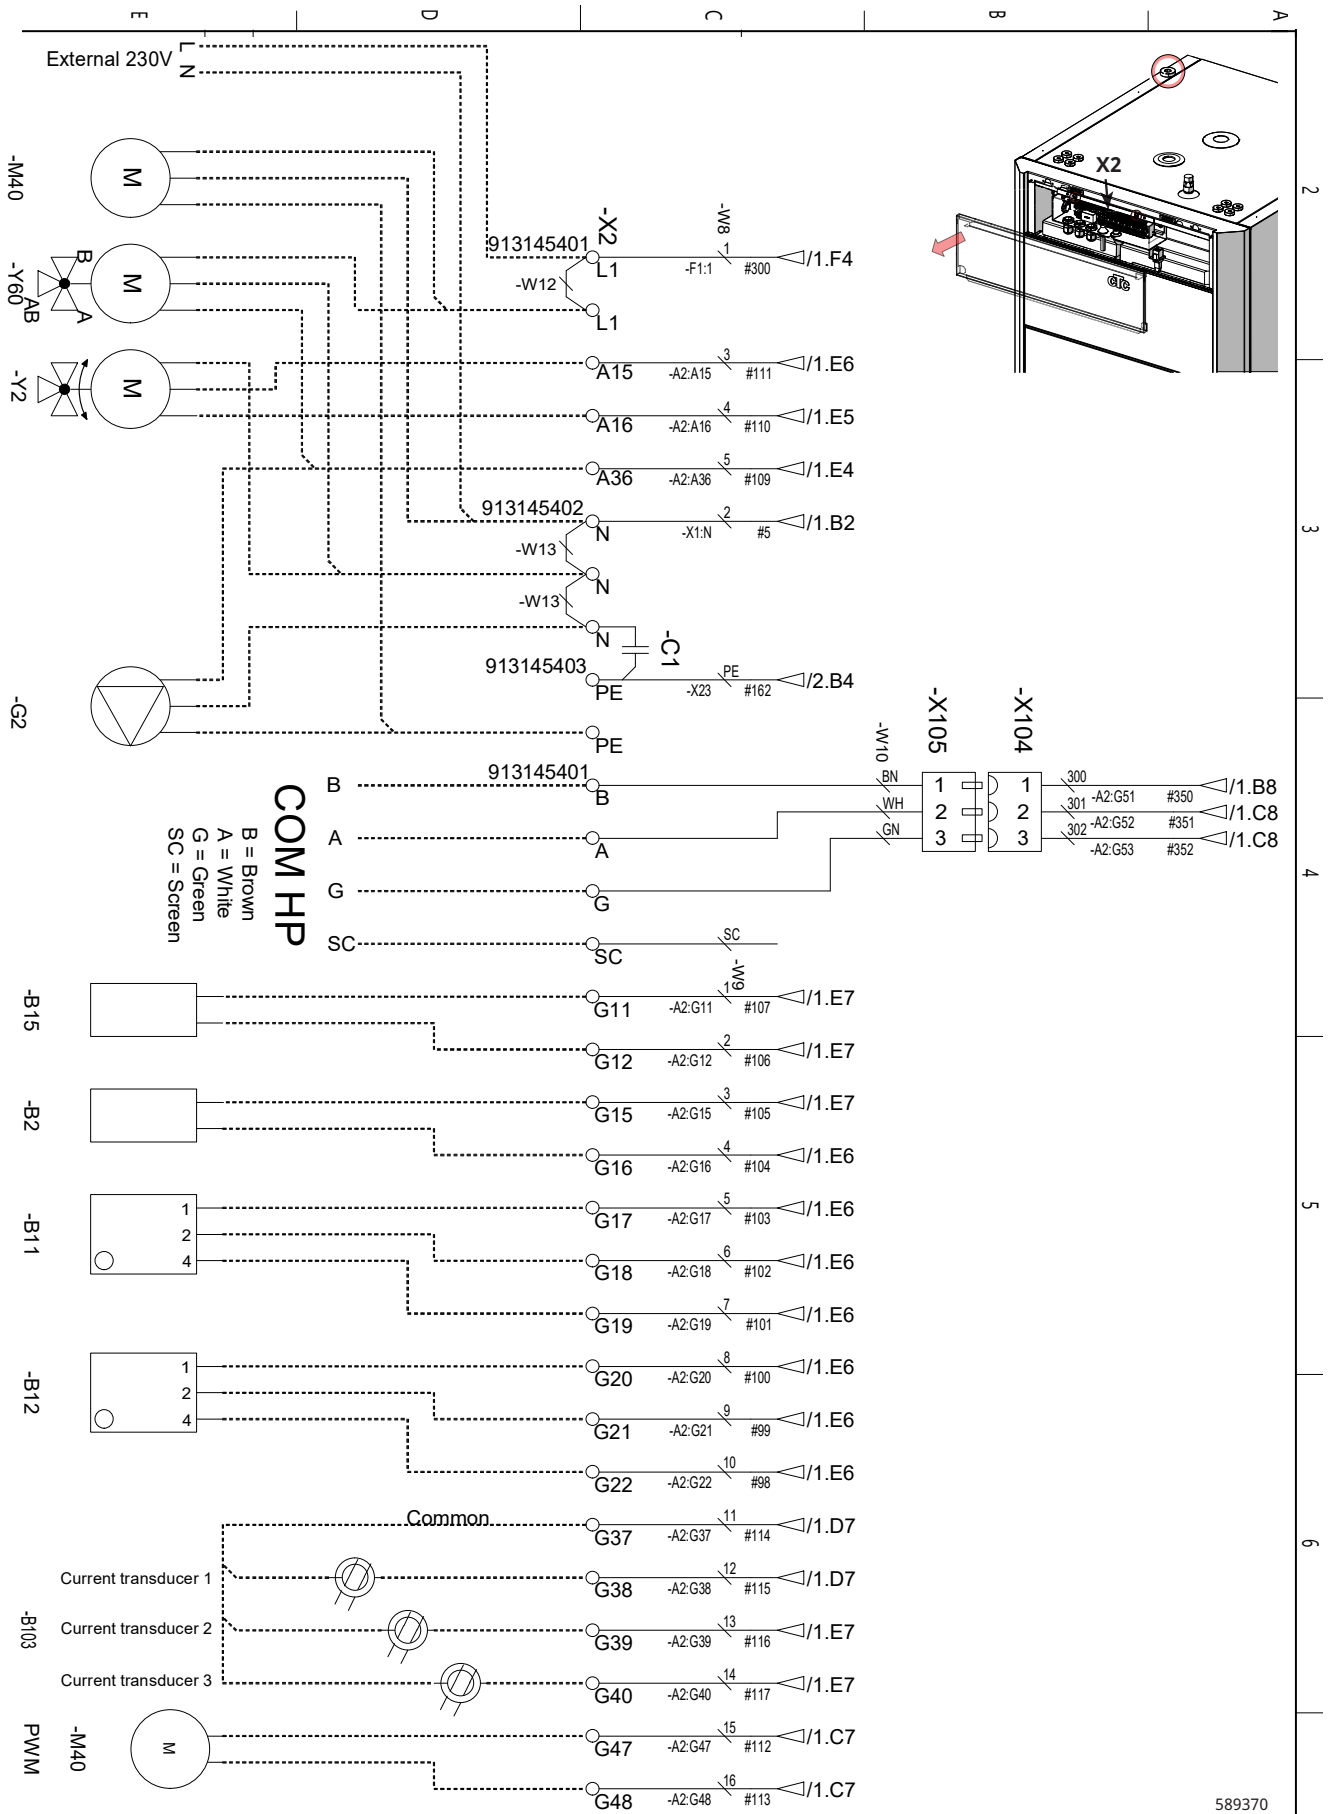 E D C B A
External 230V
L
N
2
X2
CTC
-M40
M
-W8
-X2
913145401
L1
-F1:1
1
#300
/1.F4
-W12
L1
B
A
AB
-Y60
M
A15
-A2:A15
3
#111
/1.E6
-Y2
M
A16
-A2:A16
4
#110
/1.E5
A36
-A2:A36
5
#109
/1.E4
3
913145402
N
-X1:N
2
#5
/1.B2
-W13
N
-W13
N
-C1
913145403
PE
-X23
PE
#162
/2.B4
-G2
PE
-W10
-X105
-X104
B
913145401
B
BN
1
1
300
-A2:G51
#350
/1.B8
WH
2
2
301
-A2:G52
#351
/1.C8
A
A
GN
3
3
302
-A2:G53
#352
/1.C8
4
G
G
SC
SC
SC
COM HP
B = Brown
A = White
G = Green
SC = Screen
-W9
-B15
G11
-A2:G11
1
#107
/1.E7
G12
-A2:G12
2
#106
/1.E7
-B2
G15
-A2:G15
3
#105
/1.E7
G16
-A2:G16
4
#104
/1.E6
5
-B11
1
2
4
G17
-A2:G17
5
#103
/1.E6
G18
-A2:G18
6
#102
/1.E6
G19
-A2:G19
7
#101
/1.E6
-B12
1
2
4
G20
-A2:G20
8
#100
/1.E6
G21
-A2:G21
9
#99
/1.E6
G22
-A2:G22
10
#98
/1.E6
6
Common
G37
-A2:G37
11
#114
/1.D7
Current transducer 1
G38
-A2:G38
12
#115
/1.D7
-B103
Current transducer 2
G39
-A2:G39
13
#116
/1.E7
Current transducer 3
G40
-A2:G40
14
#117
/1.E7
PWM
-M40
M
G47
-A2:G47
15
#112
/1.C7
G48
-A2:G48
16
#113
/1.C7
589370